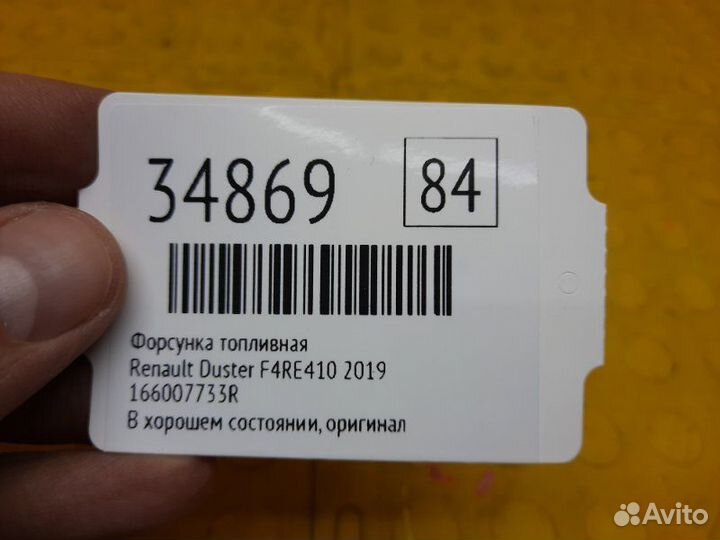 34869
84
Форсунка топливная
Renault Duster F4RE410 2019
166007733R
В хорошем состоянии, оригинал
Avito